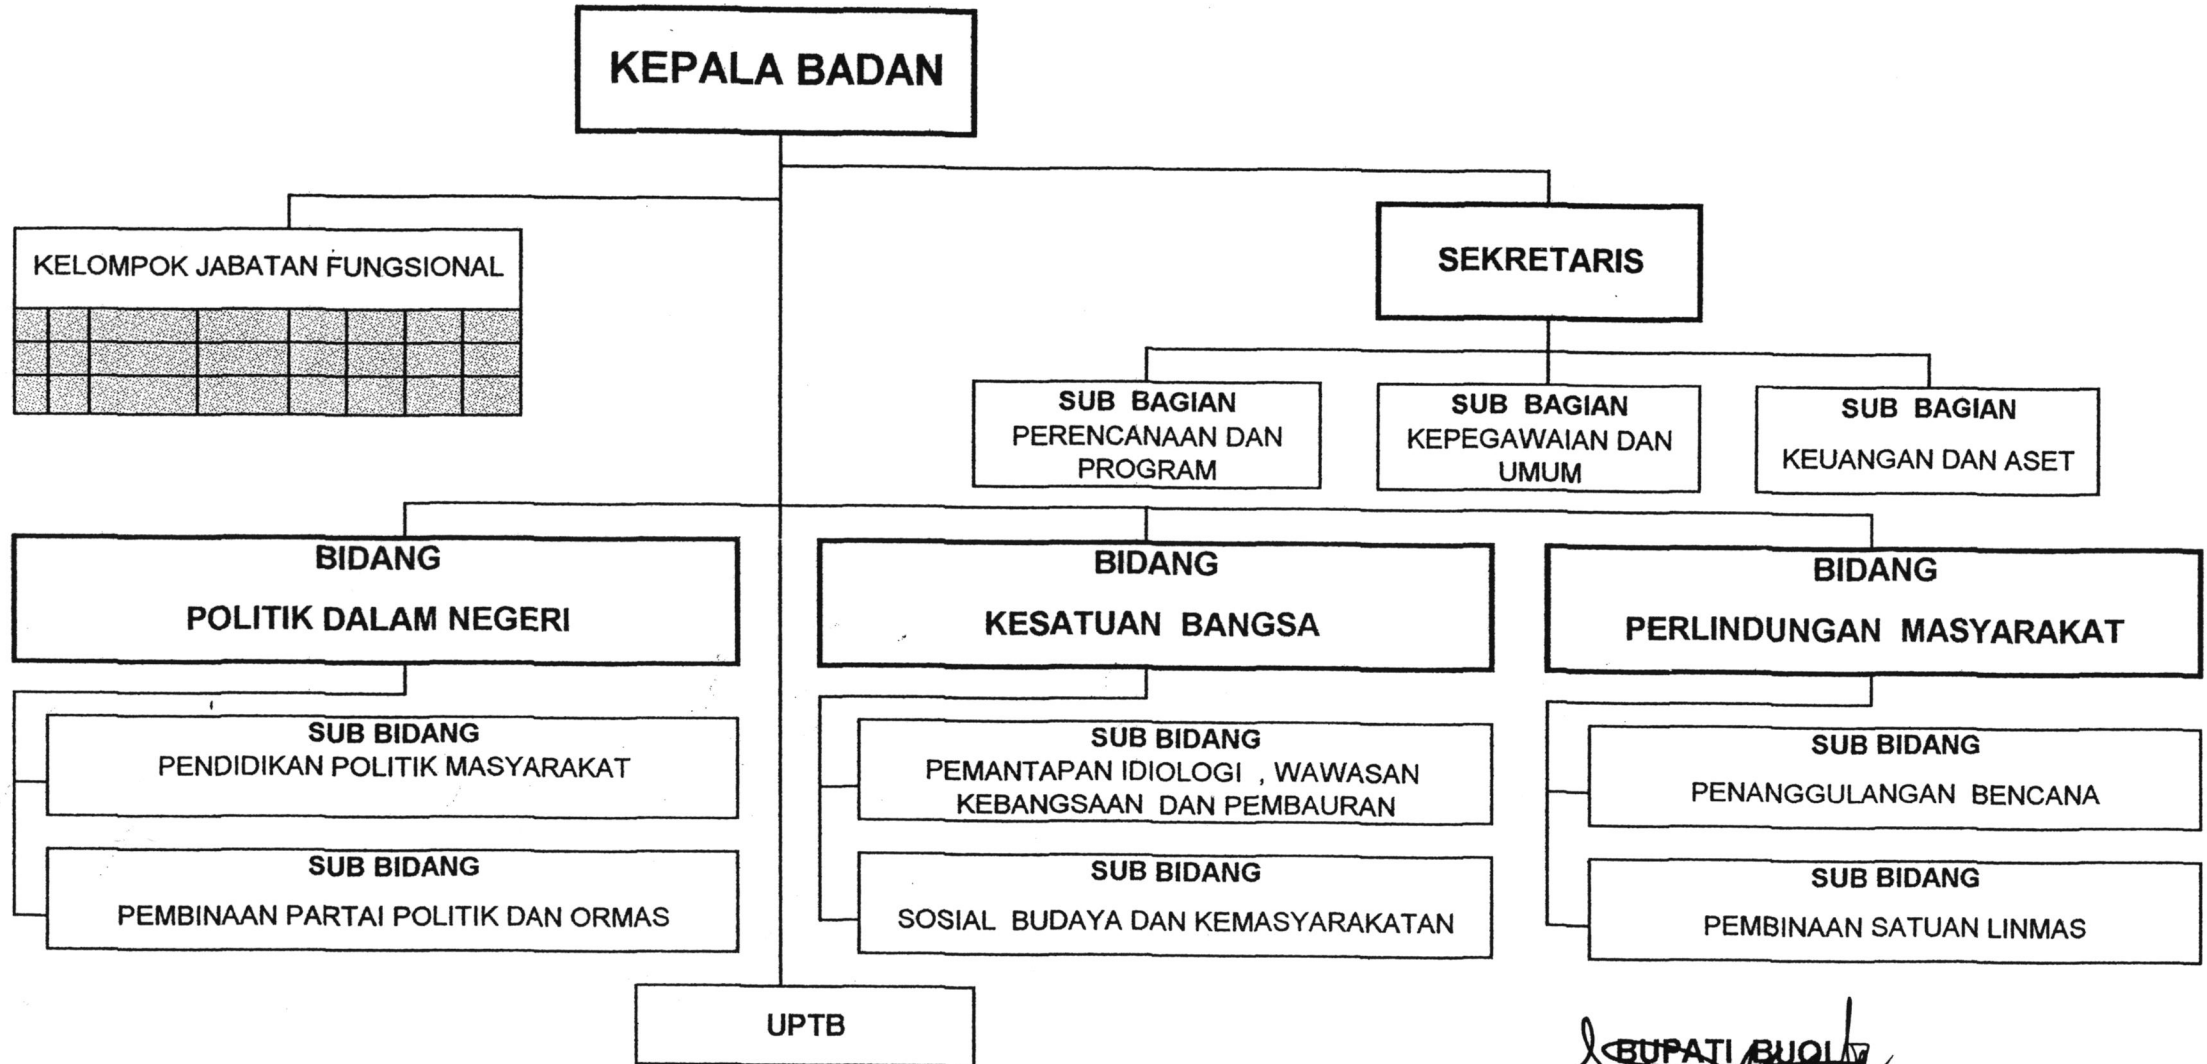 KEPALA BADAN
KELOMPOK JABATAN FUNGSIONAL
SEKRETARIS
SUB BAGIAN
PERENCANAAN DAN
PROGRAM
SUB BAGIAN
KEPEGAWAIAN DAN
UMUM
SUB BAGIAN
KEUANGAN DAN ASET
BIDANG
POLITIK DALAM NEGERI
BIDANG
KESATUAN BANGSA
BIDANG
PERLINDUNGAN MASYARAKAT
SUB BIDANG
PENDIDIKAN POLITIK MASYARAKAT
SUB BIDANG
PEMBINAAN PARTAI POLITIK DAN ORMAS
SUB BIDANG
PEMANTAPAN IDIOLOGI , WAWASAN
KEBANGSAAN DAN PEMBAURAN
SUB BIDANG
SOSIAL BUDAYA DAN KEMASYARAKATAN
SUB BIDANG
PENANGGULANGAN BENCANA
SUB BIDANG
PEMBINAAN SATUAN LINMAS
UPTB
BUPATI BUOL